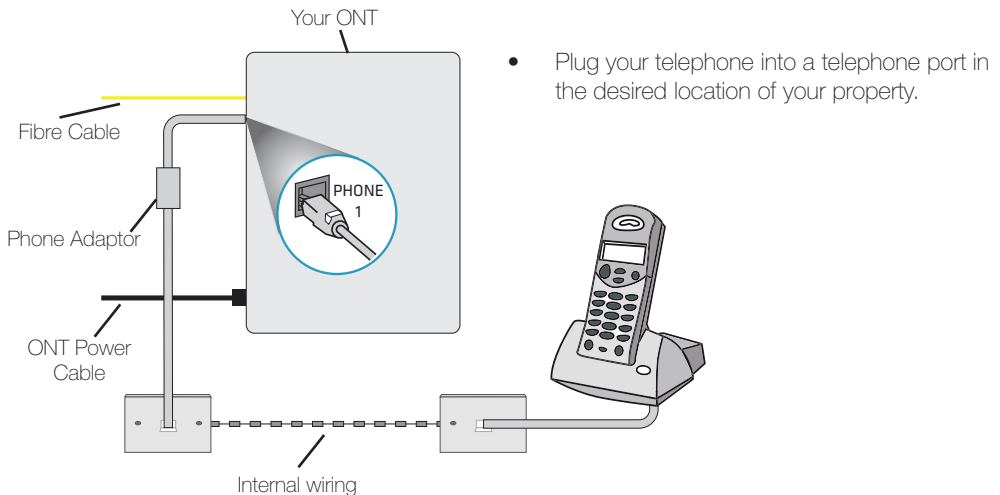 Your ONT
• Plug your telephone into a telephone port in
the desired location of your property.
Fibre Cable
PHONE
1
Phone Adaptor
ONT Power
Cable
Internal wiring